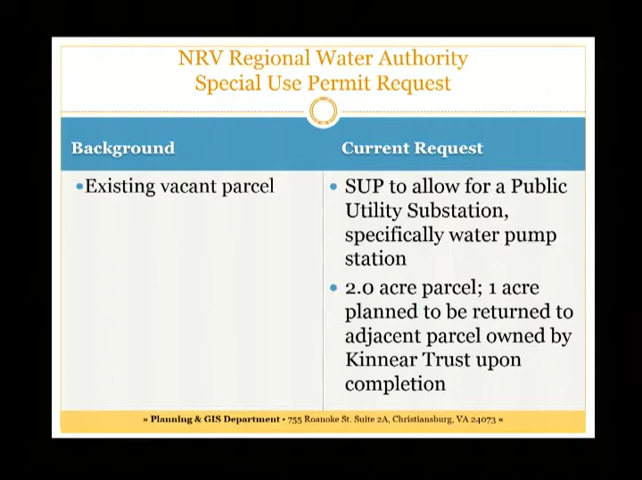 NRV Regional Water Authority
Special Use Permit Request
Background
Current Request
•Existing vacant parcel
• SUP to allow for a Public
Utility Substation,
specifically water pump
station
• 2.0 acre parcel; 1 acre
planned to be returned to
adjacent parcel owned by
Kinnear Trust upon
completion
» Planning & GIS Department • 755 Roanoke St. Suite 2A, Christiansburg, VA 24073 «